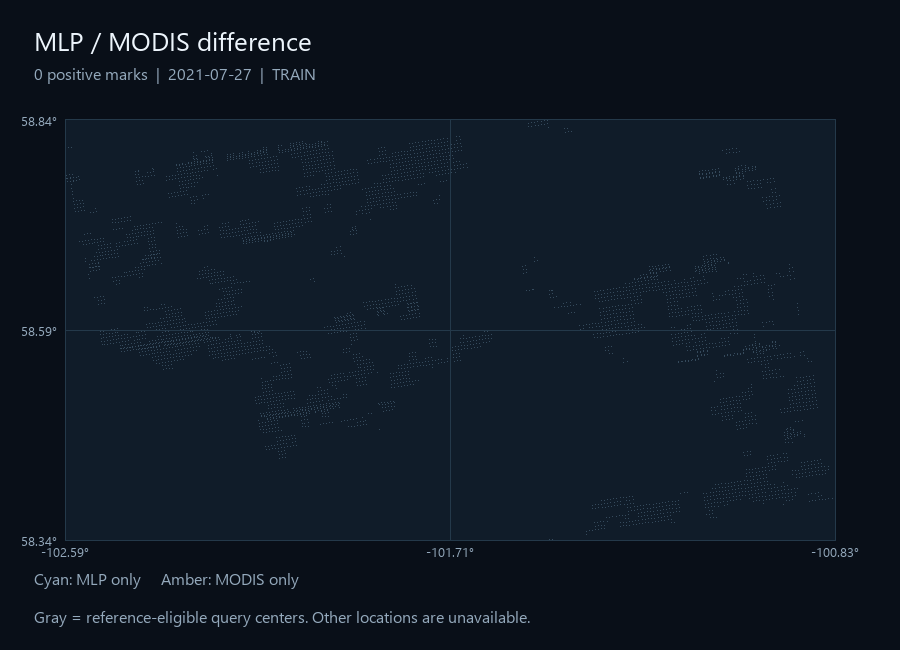 MLP / MODIS difference
0 positive marks | 2021-07-27 | TRAIN
58.84°
58.59°
58.34°
-102.59° -101.71° -100.83°
Cyan: MLP only Amber: MODIS only
Gray = reference-eligible query centers. Other locations are unavailable.